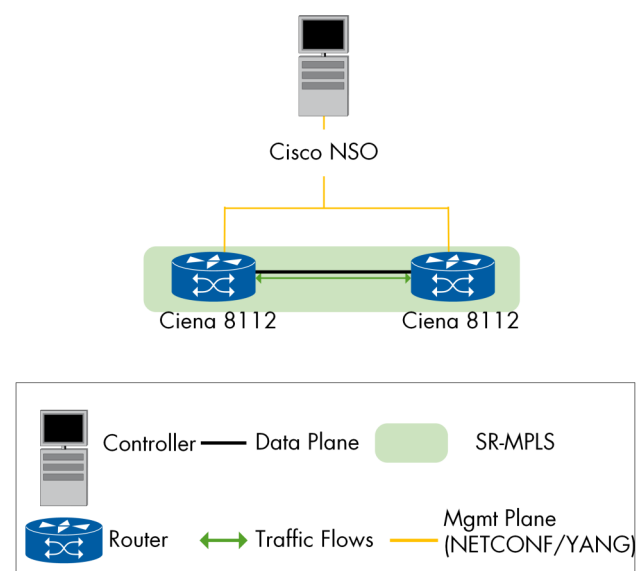 Cisco NSO
Ciena 8112
Ciena 8112
Controller
Data Plane
SR-MPLS
Router
Traffic Flows
Mgmt Plane
(NETCONF/YANG)